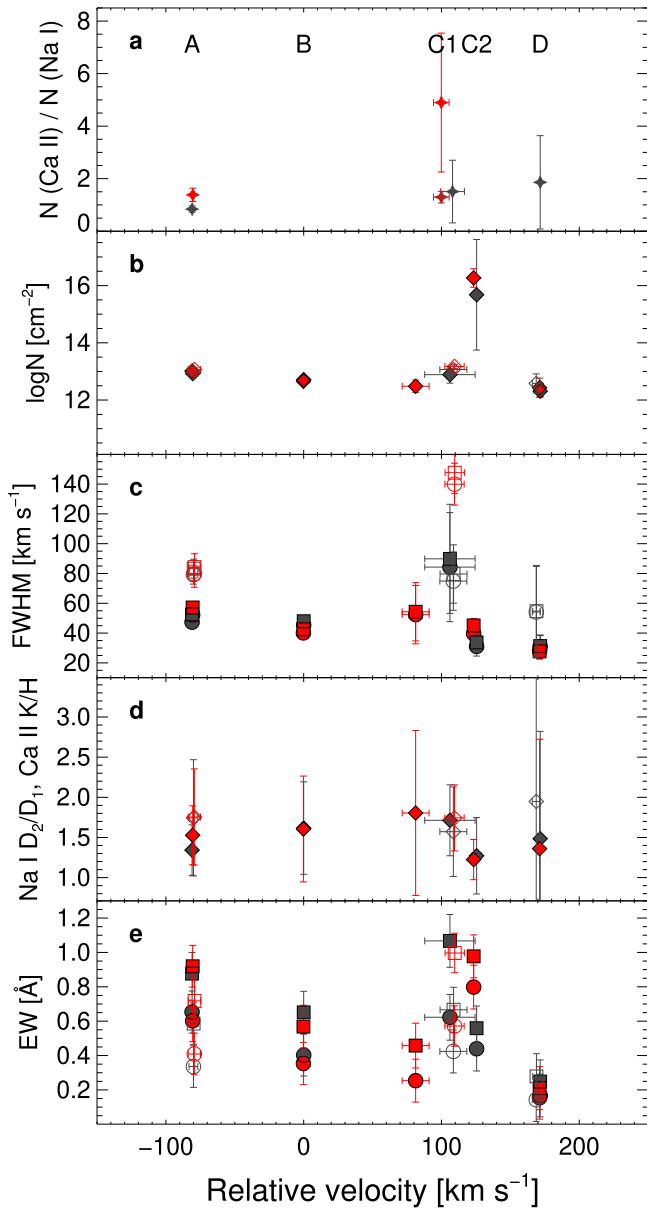 a A B C1 C2 D
8
6
4
2
0
N (Ca II) / N (Na I)
b
16
14
12
logN [cm⁻²]
c
140
120
100
80
60
40
20
FWHM [km s⁻¹]
d
3.0
2.5
2.0
1.5
1.0
Na I D₂/D₁, Ca II K/H
e
1.2
1.0
0.8
0.6
0.4
0.2
EW [Å]
−100 0 100 200
Relative velocity [km s⁻¹]